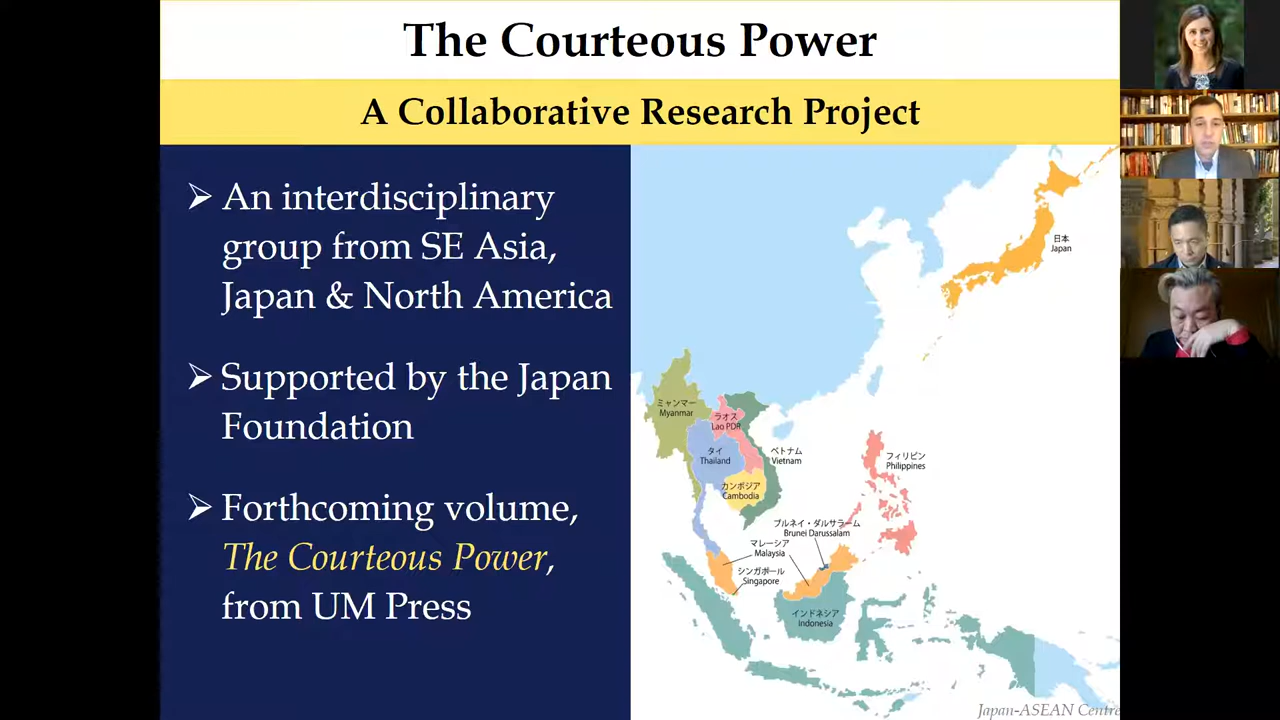 The Courteous Power
A Collaborative Research Project
➢ An interdisciplinary
group from SE Asia,
Japan & North America
➢ Supported by the Japan
Foundation
➢ Forthcoming volume,
The Courteous Power,
from UM Press
日本
Japan
ミャンマー
Myanmar
ラオス
Lao PDR
タイ
Thailand
ベトナム
Vietnam
カンボジア
Cambodia
フィリピン
Philippines
ブルネイ・ダルサラーム
Brunei Darussalam
マレーシア
Malaysia
シンガポール
Singapore
インドネシア
Indonesia
Japan-ASEAN Centre